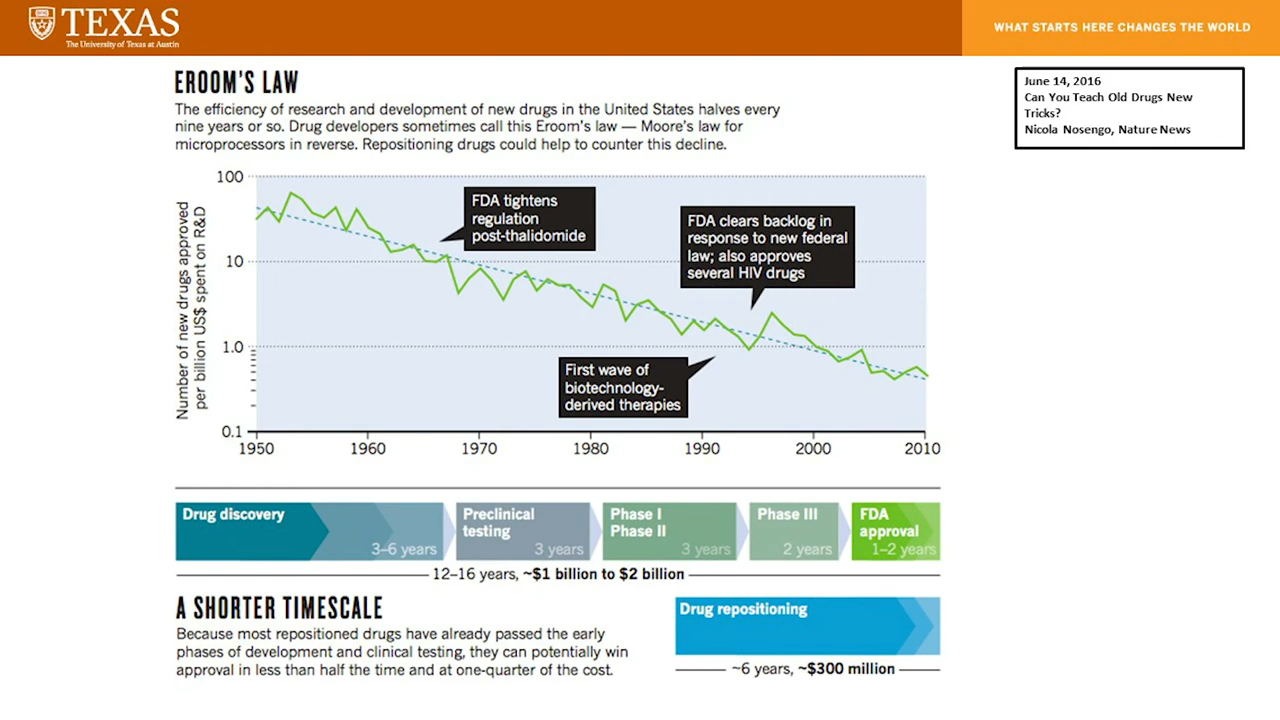 TEXAS
The University of Texas at Austin
WHAT STARTS HERE CHANGES THE WORLD
June 14, 2016
Can You Teach Old Drugs New
Tricks?
Nicola Nosengo, Nature News
EROOM'S LAW
The efficiency of research and development of new drugs in the United States halves every
nine years or so. Drug developers sometimes call this Eroom's law — Moore's law for
microprocessors in reverse. Repositioning drugs could help to counter this decline.
Number of new drugs approved
per billion US$ spent on R&D
100
10
1.0
0.1
FDA tightens
regulation
post-thalidomide
FDA clears backlog in
response to new federal
law; also approves
several HIV drugs
First wave of
biotechnology-
derived therapies
1950
1960
1970
1980
1990
2000
2010
Drug discovery
3–6 years
Preclinical
testing
3 years
Phase I
Phase II
3 years
Phase III
2 years
FDA
approval
1–2 years
12–16 years, ~$1 billion to $2 billion
A SHORTER TIMESCALE
Because most repositioned drugs have already passed the early
phases of development and clinical testing, they can potentially win
approval in less than half the time and at one-quarter of the cost.
Drug repositioning
~6 years, ~$300 million